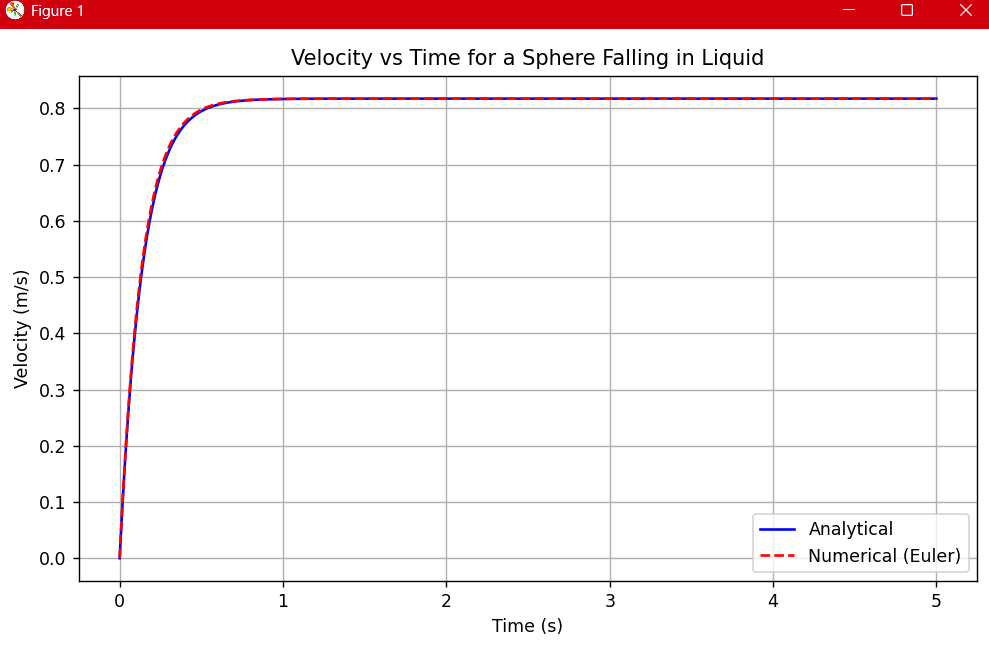 Figure 1
Velocity vs Time for a Sphere Falling in Liquid
Velocity (m/s)
0.8
0.7
0.6
0.5
0.4
0.3
0.2
0.1
0.0
Analytical
Numerical (Euler)
0 1 2 3 4 5
Time (s)